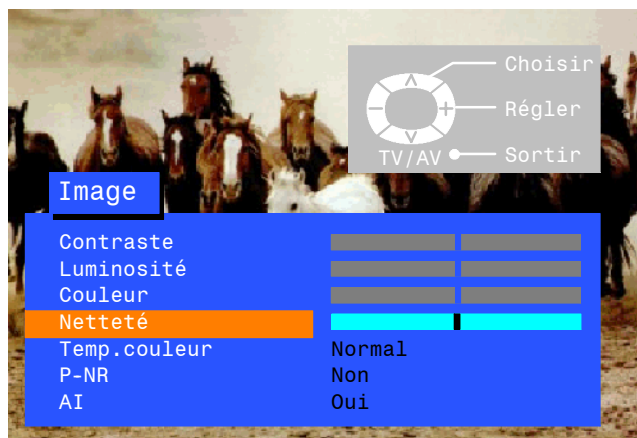 Choisir
Régler
TV/AV Sortir
Image
Contraste
Luminosité
Couleur
Netteté
Temp.couleur Normal
P-NR Non
AI Oui